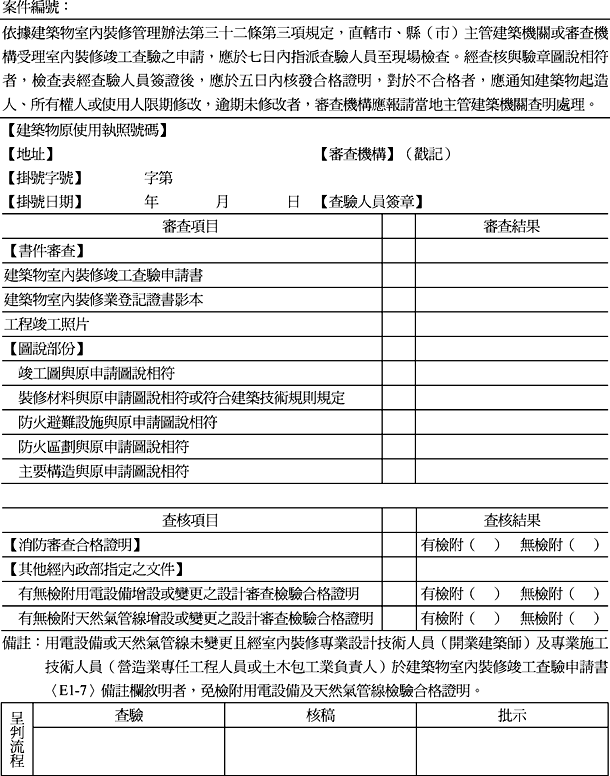 案件編號：
依據建築物室內裝修管理辦法第三十二條第三項規定，直轄市、縣（市）主管建築機關或審查機
構受理室內裝修竣工查驗之申請，應於七日內指派查驗人員至現場檢查。經查核與驗章圖說相符
者，檢查表經查驗人員簽證後，應於五日內核發合格證明，對於不合格者，應通知建築物起造
人、所有權人或使用人限期修改，逾期未修改者，審查機構應報請當地主管建築機關查明處理。
【建築物原使用執照號碼】
【地址】 【審查機構】（戳記）
【掛號字號】 字第
【掛號日期】 年 月 日 【查驗人員簽章】
審查項目 審查結果
【書件審查】
建築物室內裝修竣工查驗申請書
建築物室內裝修業登記證書影本
工程竣工照片
【圖說部份】
竣工圖與原申請圖說相符
裝修材料與原申請圖說相符或符合建築技術規則規定
防火避難設施與原申請圖說相符
防火區劃與原申請圖說相符
主要構造與原申請圖說相符
查核項目 查核結果
【消防審查合格證明】 有檢附（ ） 無檢附（ ）
【其他經內政部指定之文件】
有無檢附用電設備增設或變更之設計審查檢驗合格證明 有檢附（ ） 無檢附（ ）
有無檢附天然氣管線增設或變更之設計審查檢驗合格證明 有檢附（ ） 無檢附（ ）
備註：用電設備或天然氣管線未變更且經室內裝修專業設計技術人員（開業建築師）及專業施工
技術人員（營造業專任工程人員或土木包工業負責人）於建築物室內裝修竣工查驗申請書
〈E1-7〉備註欄敘明者，免檢附用電設備及天然氣管線檢驗合格證明。
呈判流程 查驗 核稿 批示